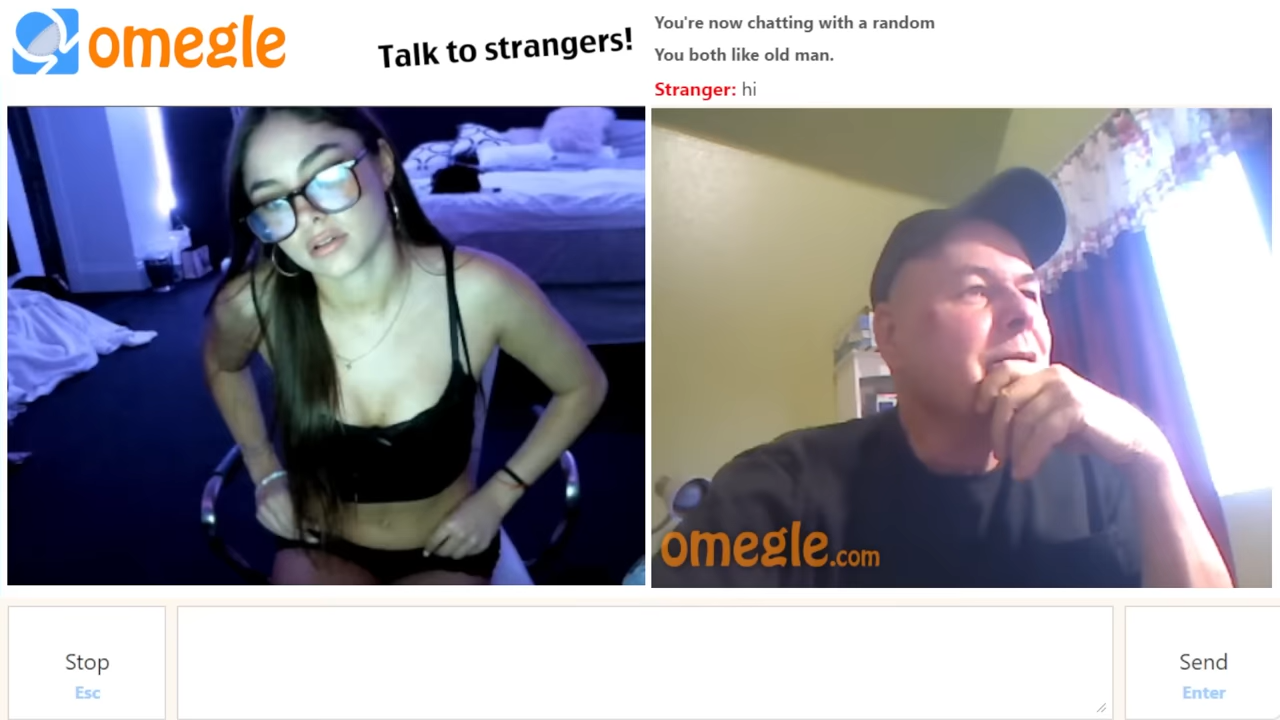 omegle
Talk to strangers!
You're now chatting with a random
You both like old man.
Stranger: hi
omegle.com
Stop
Esc
Send
Enter